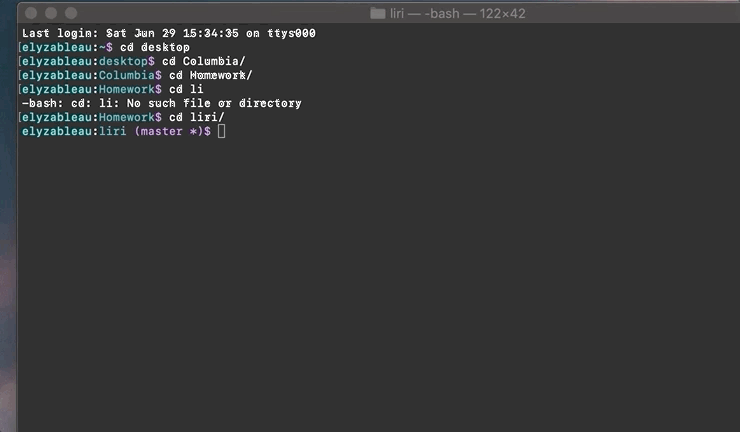 liri — -bash — 122×42
Last login: Sat Jun 29 15:34:35 on ttys000
[elyzableau:~$ cd desktop
[elyzableau:desktop$ cd Columbia/
[elyzableau:Columbia$ cd Homework/
[elyzableau:Homework$ cd li
-bash: cd: li: No such file or directory
[elyzableau:Homework$ cd liri/
elyzableau:liri (master *)$